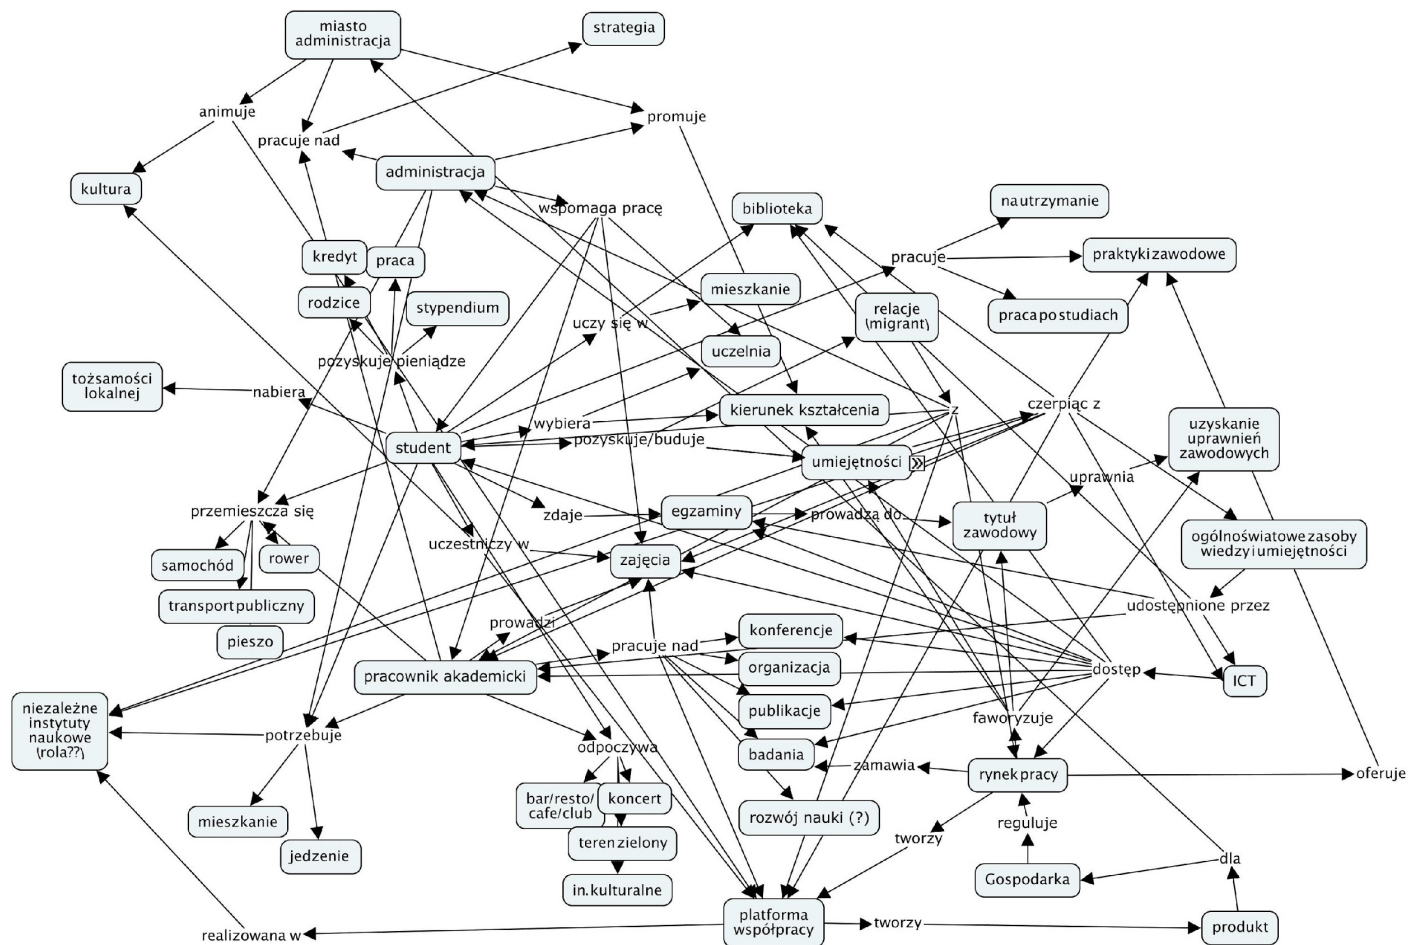 miasto
administracja
strategia
animuje
promuje
pracuje nad
administracja
kultura
wspomaga pracę
biblioteka
na utrzymanie
kredyt
praca
pracuje
praktyki zawodowe
rodzice
stypendium
mieszkanie
relacje
(migrant)
praca po studiach
uczy się w
uczelnia
pozyskuje pieniądze
tożsamości
lokalnej
nabiera
wybiera
kierunek kształcenia
z
czerpiąc z
student
pozyskuje/buduje
umiejętności
uzyskanie
uprawnień
zawodowych
uprawnia
przemieszcza się
zdaje
egzaminy
prowadzą do
tytuł
zawodowy
ogólnoświatowe zasoby
wiedzy i umiejętności
samochód
rower
uczestniczy w
zajęcia
transport publiczny
udostępnione przez
pieszo
prowadzi
konferencje
pracuje nad
pracownik akademicki
organizacja
dostęp
ICT
niezależne
instytuty
naukowe
(rola??)
potrzebuje
publikacje
faworyzuje
odpoczywa
badania
zamawia
rynek pracy
oferuje
bar/resto/
cafe/club
koncert
mieszkanie
rozwój nauki (?)
reguluje
jedzenie
teren zielony
tworzy
dla
in. kulturalne
Gospodarka
platforma
współpracy
tworzy
produkt
realizowana w